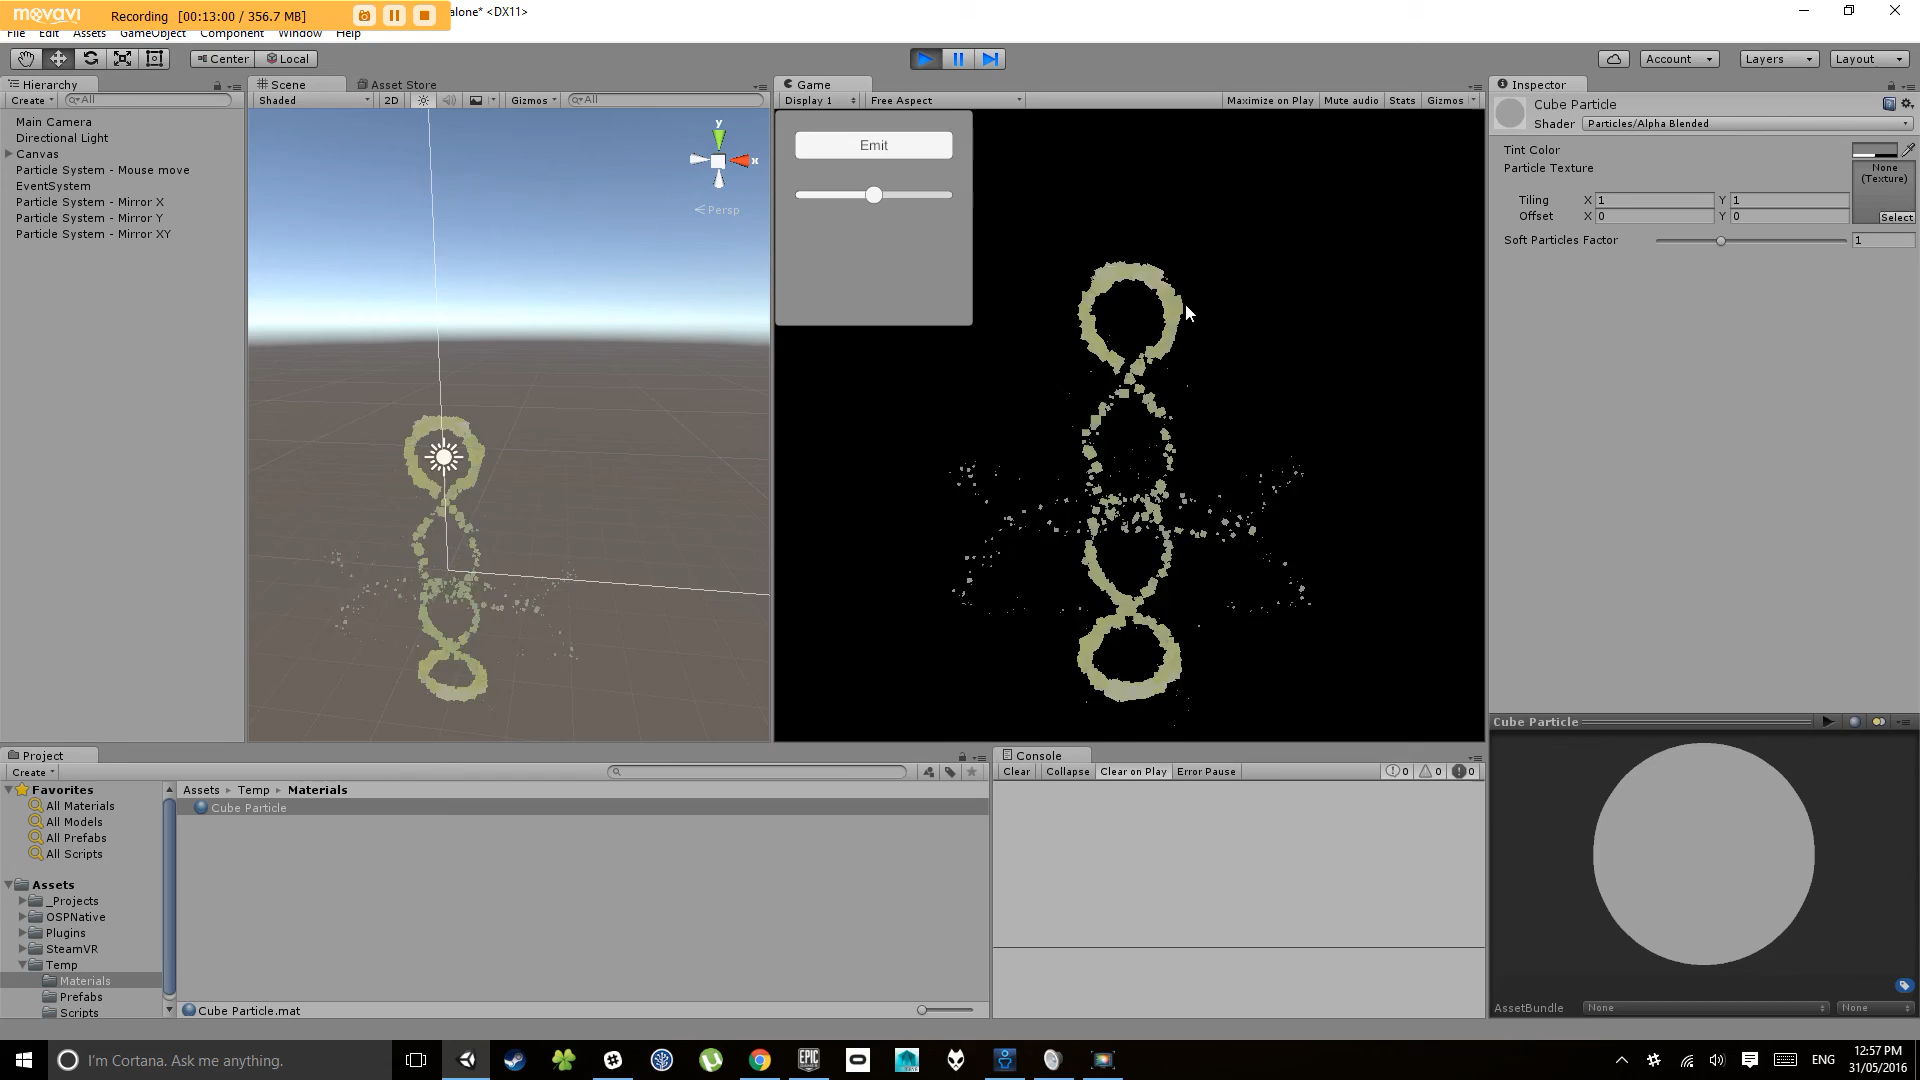 movavi Recording [00:13:00 / 356.7 MB] alone* <DX11>
File Edit Assets GameObject Component Window Help
Center Local Account Layers Layout
Hierarchy
Create All
Main Camera
Directional Light
Canvas
Particle System - Mouse move
EventSystem
Particle System - Mirror X
Particle System - Mirror Y
Particle System - Mirror XY
Scene Asset Store
Shaded 2D Gizmos All
y
x
Persp
Game
Display 1 Free Aspect Maximize on Play Mute audio Stats Gizmos
Emit
Inspector
Cube Particle
Shader Particles/Alpha Blended
Tint Color
Particle Texture
None
(Texture)
Tiling X 1 Y 1
Offset X 0 Y 0
Select
Soft Particles Factor 1
Project
Create
Favorites
All Materials
All Models
All Prefabs
All Scripts
Assets
_Projects
OSPNative
Plugins
SteamVR
Temp
Materials
Prefabs
Scripts
Assets Temp Materials
Cube Particle
Cube Particle.mat
Console
Clear Collapse Clear on Play Error Pause 0 0 0
Cube Particle
AssetBundle None None
I'm Cortana. Ask me anything.
EPIC
ENG
12:57 PM
31/05/2016